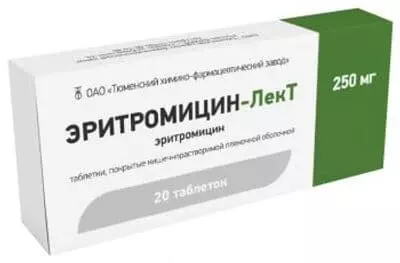 ОАО «Тюменский химико-фармацевтический завод»
250 мг
ЭРИТРОМИЦИН-ЛекТ
эритромицин
таблетки, покрытые кишечнорастворимой пленочной оболочкой
20 таблеток